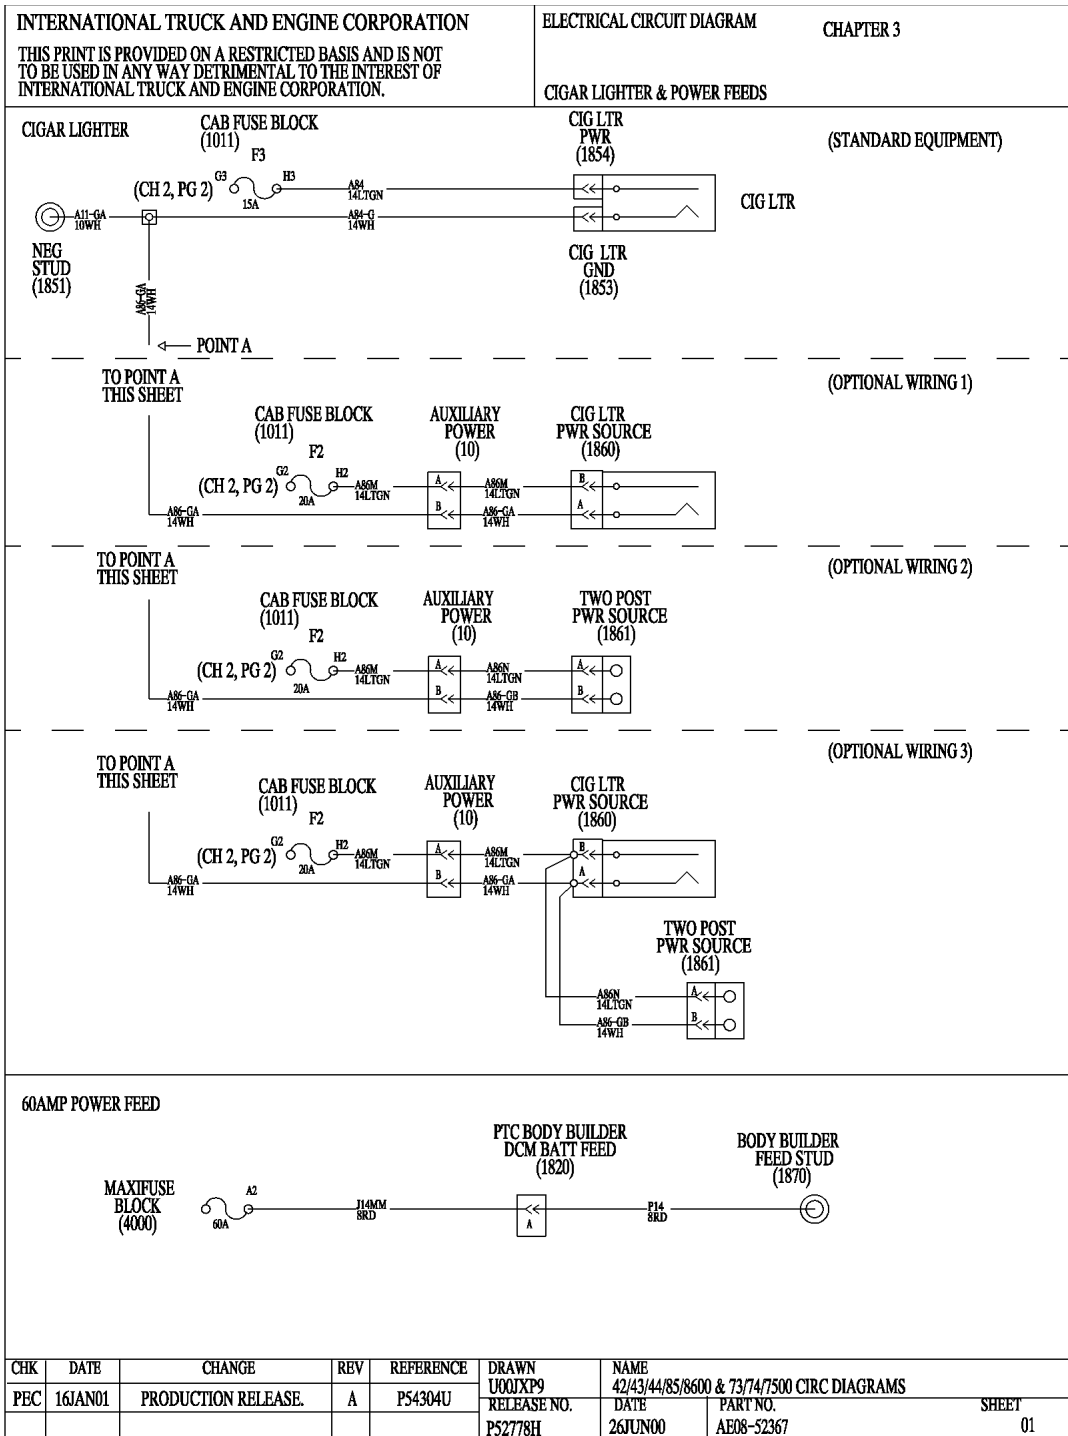 INTERNATIONAL TRUCK AND ENGINE CORPORATION
THIS PRINT IS PROVIDED ON A RESTRICTED BASIS AND IS NOT
TO BE USED IN ANY WAY DETRIMENTAL TO THE INTEREST OF
INTERNATIONAL TRUCK AND ENGINE CORPORATION.
ELECTRICAL CIRCUIT DIAGRAM
CHAPTER 3
CIGAR LIGHTER & POWER FEEDS
CIGAR LIGHTER
CAB FUSE BLOCK
(1011)
F3
CIG LTR
PWR
(1854)
(STANDARD EQUIPMENT)
(CH 2, PG 2)
G3
H3
15A
A84
14LTGN
CIG LTR
A11-GA
10WH
A84-G
14WH
NEG
STUD
(1851)
CIG LTR
GND
(1853)
A86-GA
14WH
POINT A
TO POINT A
THIS SHEET
(OPTIONAL WIRING 1)
CAB FUSE BLOCK
(1011)
F2
AUXILIARY
POWER
(10)
CIG LTR
PWR SOURCE
(1860)
(CH 2, PG 2)
G2
H2
20A
A86M
14LTGN
A
A86M
14LTGN
B
A86-GA
14WH
B
A86-GA
14WH
A
TO POINT A
THIS SHEET
(OPTIONAL WIRING 2)
CAB FUSE BLOCK
(1011)
F2
AUXILIARY
POWER
(10)
TWO POST
PWR SOURCE
(1861)
(CH 2, PG 2)
G2
H2
20A
A86M
14LTGN
A
A86N
14LTGN
A
A86-GA
14WH
B
A86-GB
14WH
B
(OPTIONAL WIRING 3)
TO POINT A
THIS SHEET
CAB FUSE BLOCK
(1011)
F2
AUXILIARY
POWER
(10)
CIG LTR
PWR SOURCE
(1860)
(CH 2, PG 2)
G2
H2
20A
A86M
14LTGN
A
A86M
14LTGN
B
A86-GA
14WH
B
A86-GA
14WH
A
TWO POST
PWR SOURCE
(1861)
A86N
14LTGN
A
A86-GB
14WH
B
60AMP POWER FEED
PTC BODY BUILDER
DCM BATT FEED
(1820)
BODY BUILDER
FEED STUD
(1870)
MAXIFUSE
BLOCK
(4000)
A2
60A
J14MM
8RD
A
P14
8RD
CHK DATE CHANGE REV REFERENCE
PEC 16JAN01 PRODUCTION RELEASE. A P54304U
DRAWN
U00JXP9
NAME
42/43/44/85/8600 & 73/74/7500 CIRC DIAGRAMS
RELEASE NO.
P52778H
DATE
26JUN00
PART NO.
AE08-52367
SHEET
01